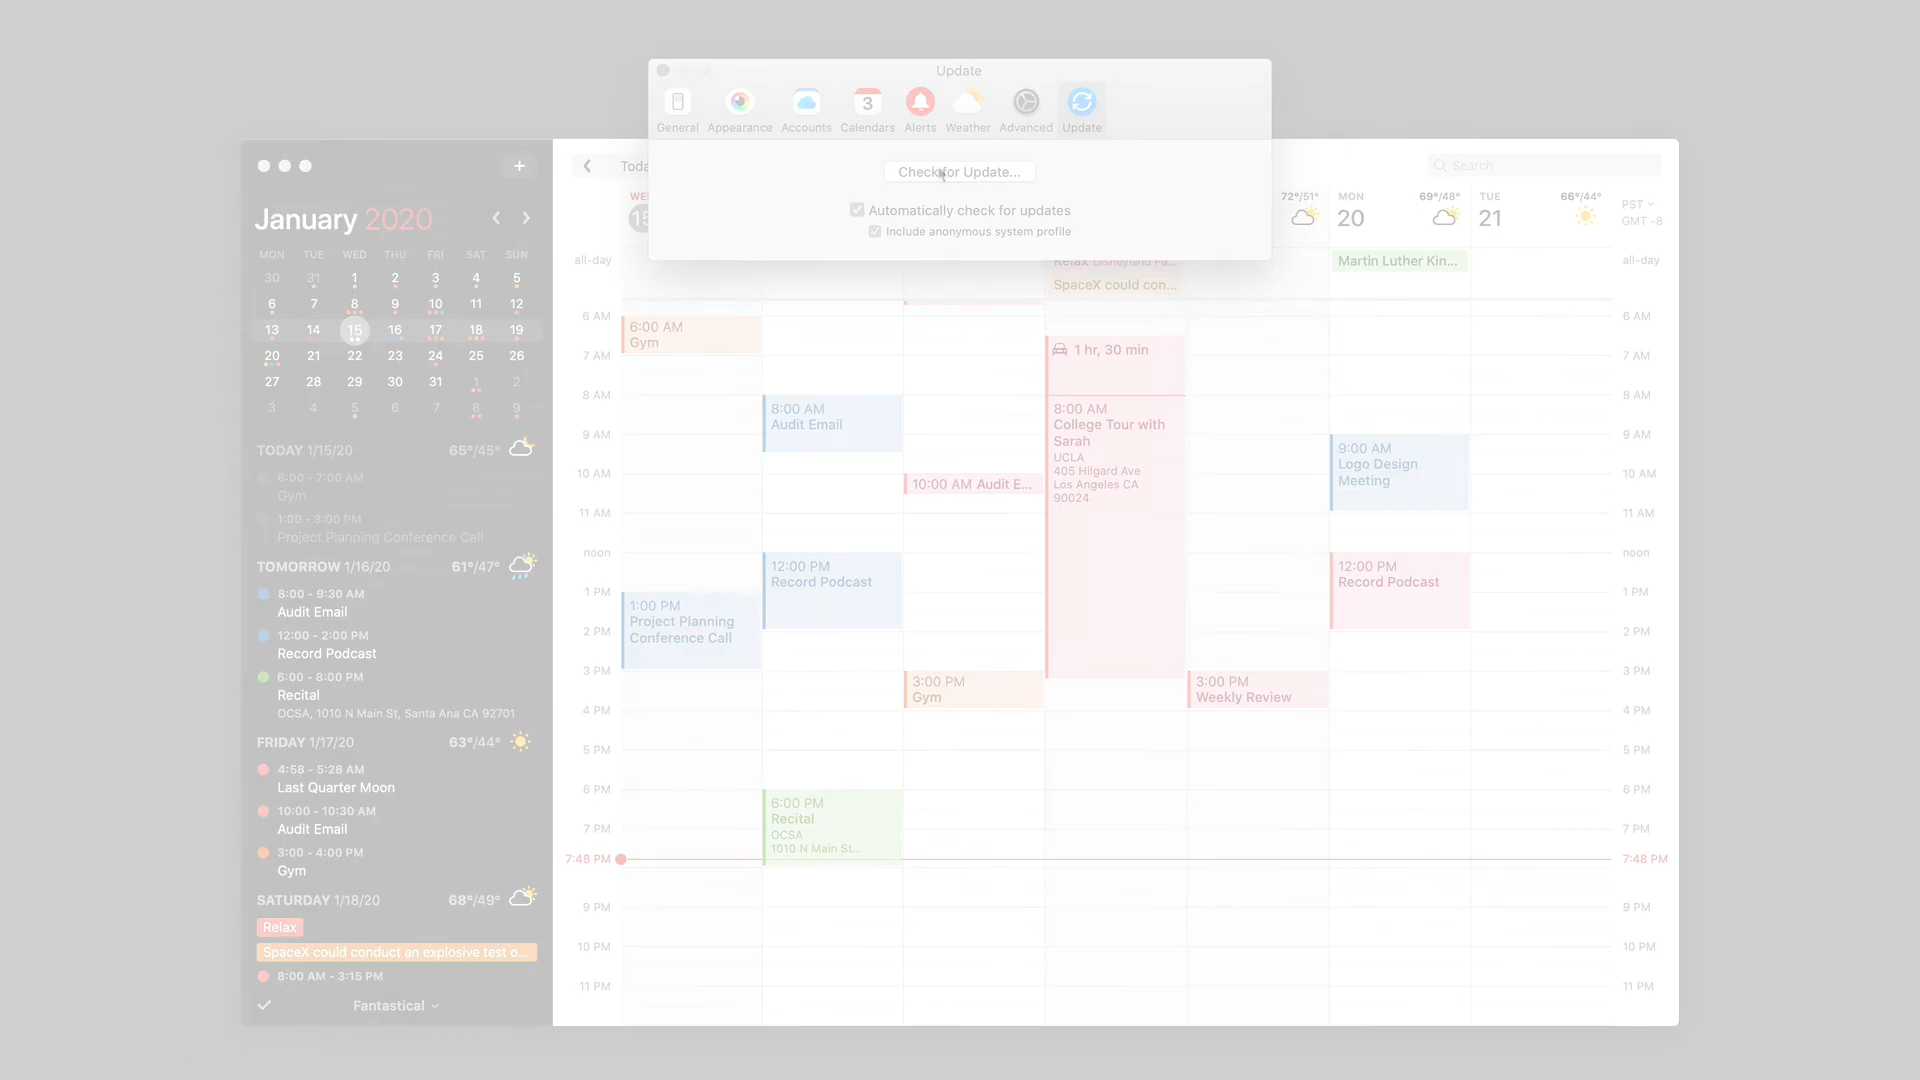 Update
General Appearance Accounts Calendars Alerts Weather Advanced Update
3
Check for Update...
Automatically check for updates
Include anonymous system profile
+
January 2020
MON TUE WED THU FRI SAT SUN
30 31 1 2 3 4 5
6 7 8 9 10 11 12
13 14 15 16 17 18 19
20 21 22 23 24 25 26
27 28 29 30 31 1 2
3 4 5 6 7 8 9
TODAY 1/15/20 65°/45°
6:00 - 7:00 AM
Gym
1:00 - 3:00 PM
Project Planning Conference Call
TOMORROW 1/16/20 61°/47°
8:00 - 9:30 AM
Audit Email
12:00 - 2:00 PM
Record Podcast
6:00 - 8:00 PM
Recital
OCSA, 1010 N Main St, Santa Ana CA 92701
FRIDAY 1/17/20 63°/44°
4:58 - 5:28 AM
Last Quarter Moon
10:00 - 10:30 AM
Audit Email
3:00 - 4:00 PM
Gym
SATURDAY 1/18/20 68°/49°
Relax
SpaceX could conduct an explosive test o...
8:00 AM - 3:15 PM
Fantastical
Toda
Search
WE
15
72°/51°
MON 69°/48°
20
TUE 66°/44°
21
PST
GMT -8
all-day
Relax Disneyland Pa...
SpaceX could con...
Martin Luther Kin...
all-day
6 AM
7 AM
8 AM
9 AM
10 AM
11 AM
noon
1 PM
2 PM
3 PM
4 PM
5 PM
6 PM
7 PM
7:48 PM
9 PM
10 PM
11 PM
6:00 AM
Gym
1:00 PM
Project Planning
Conference Call
8:00 AM
Audit Email
12:00 PM
Record Podcast
6:00 PM
Recital
OCSA
1010 N Main St...
10:00 AM Audit E...
3:00 PM
Gym
1 hr, 30 min
8:00 AM
College Tour with
Sarah
UCLA
405 Hilgard Ave
Los Angeles CA
90024
3:00 PM
Weekly Review
9:00 AM
Logo Design
Meeting
12:00 PM
Record Podcast
6 AM
7 AM
8 AM
9 AM
10 AM
11 AM
noon
1 PM
2 PM
3 PM
4 PM
5 PM
6 PM
7 PM
7:48 PM
9 PM
10 PM
11 PM